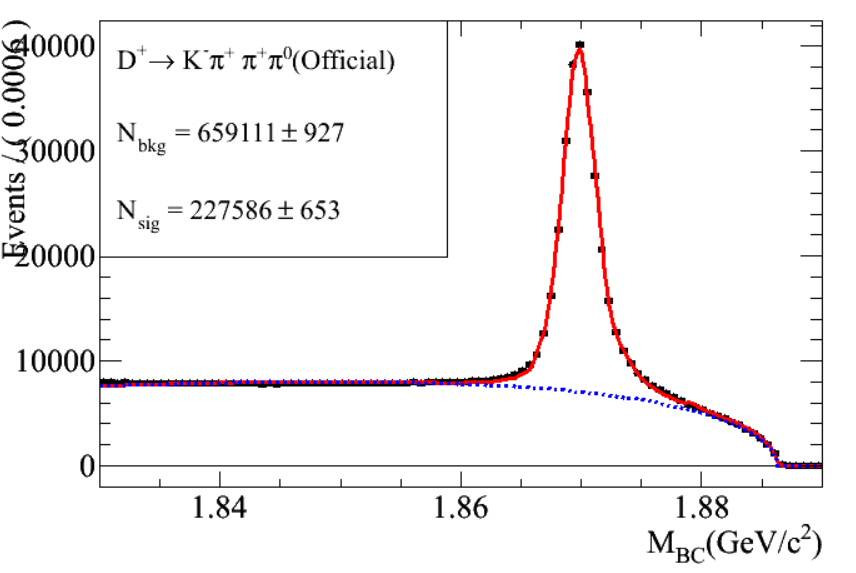 D⁺→ K⁻π⁺ π⁺π⁰(Official)
N_bkg = 659111 ± 927
N_sig = 227586 ± 653
Events / ( 0.0006 )
40000
30000
20000
10000
0
1.84 1.86 1.88
M_BC(GeV/c²)